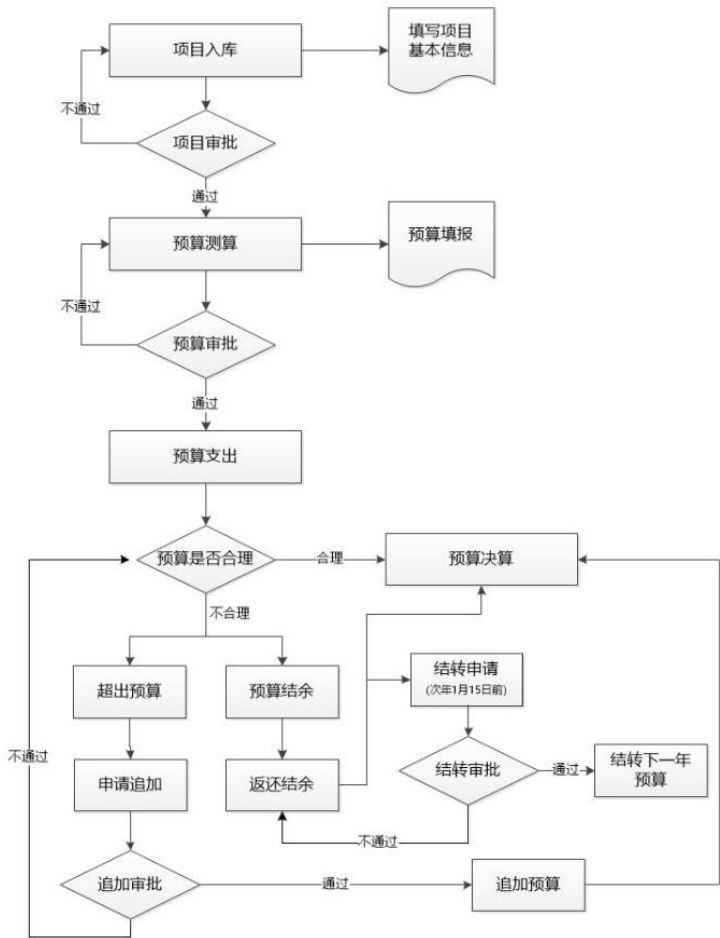 项目入库
填写项目
基本信息
不通过
项目审批
通过
预算测算
预算填报
不通过
预算审批
通过
预算支出
预算是否合理
合理
预算决算
不合理
超出预算
预算结余
结转申请
(次年1月15日前)
不通过
申请追加
返还结余
结转审批
通过
结转下一年
预算
不通过
追加审批
通过
追加预算